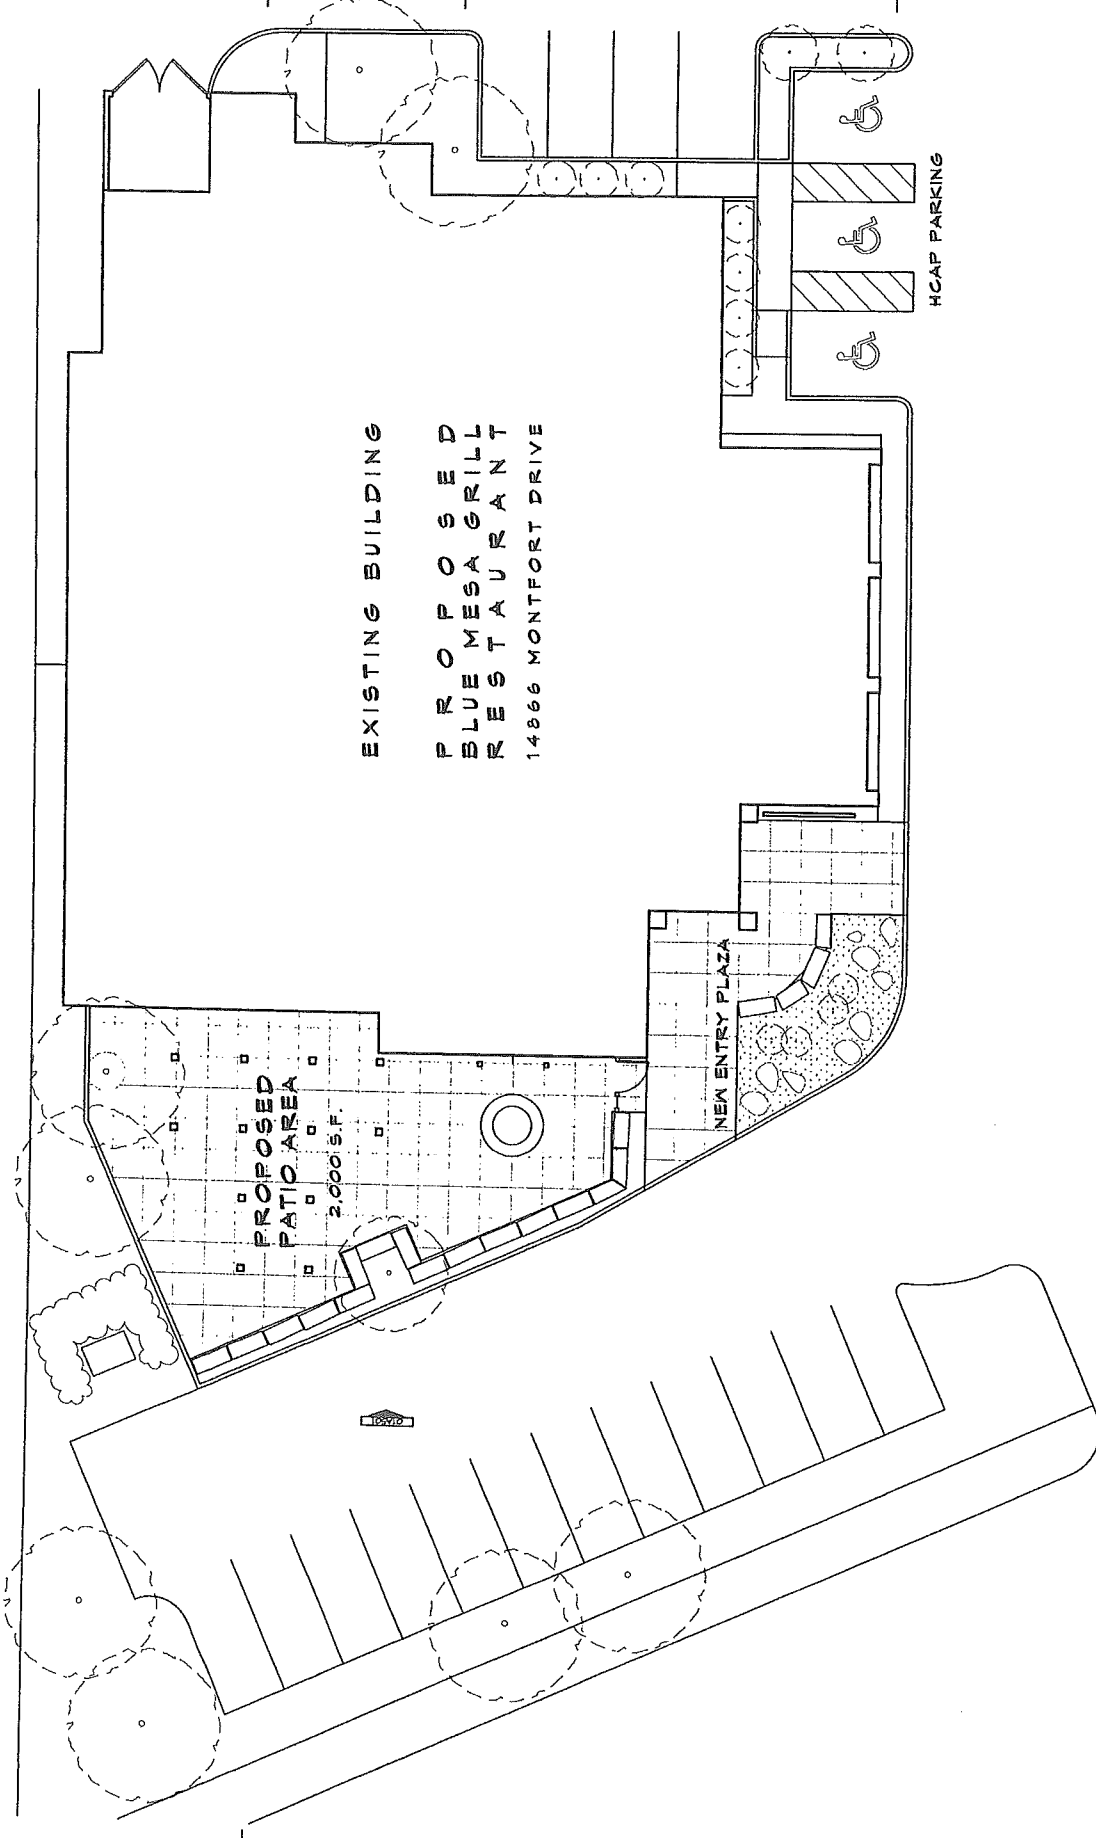 EXISTING BUILDING
PROPOSED
BLUE MESA GRILL
RESTAURANT
14866 MONTFORT DRIVE
HCAP PARKING
NEW ENTRY PLAZA
PROPOSED
PATIO AREA
2,000 S.F.